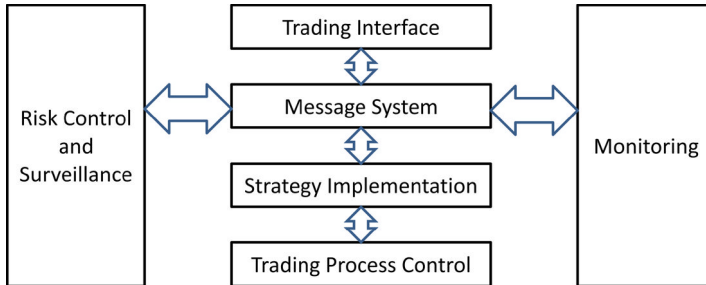 Trading Interface
Message System
Risk Control
and
Surveillance
Monitoring
Strategy Implementation
Trading Process Control